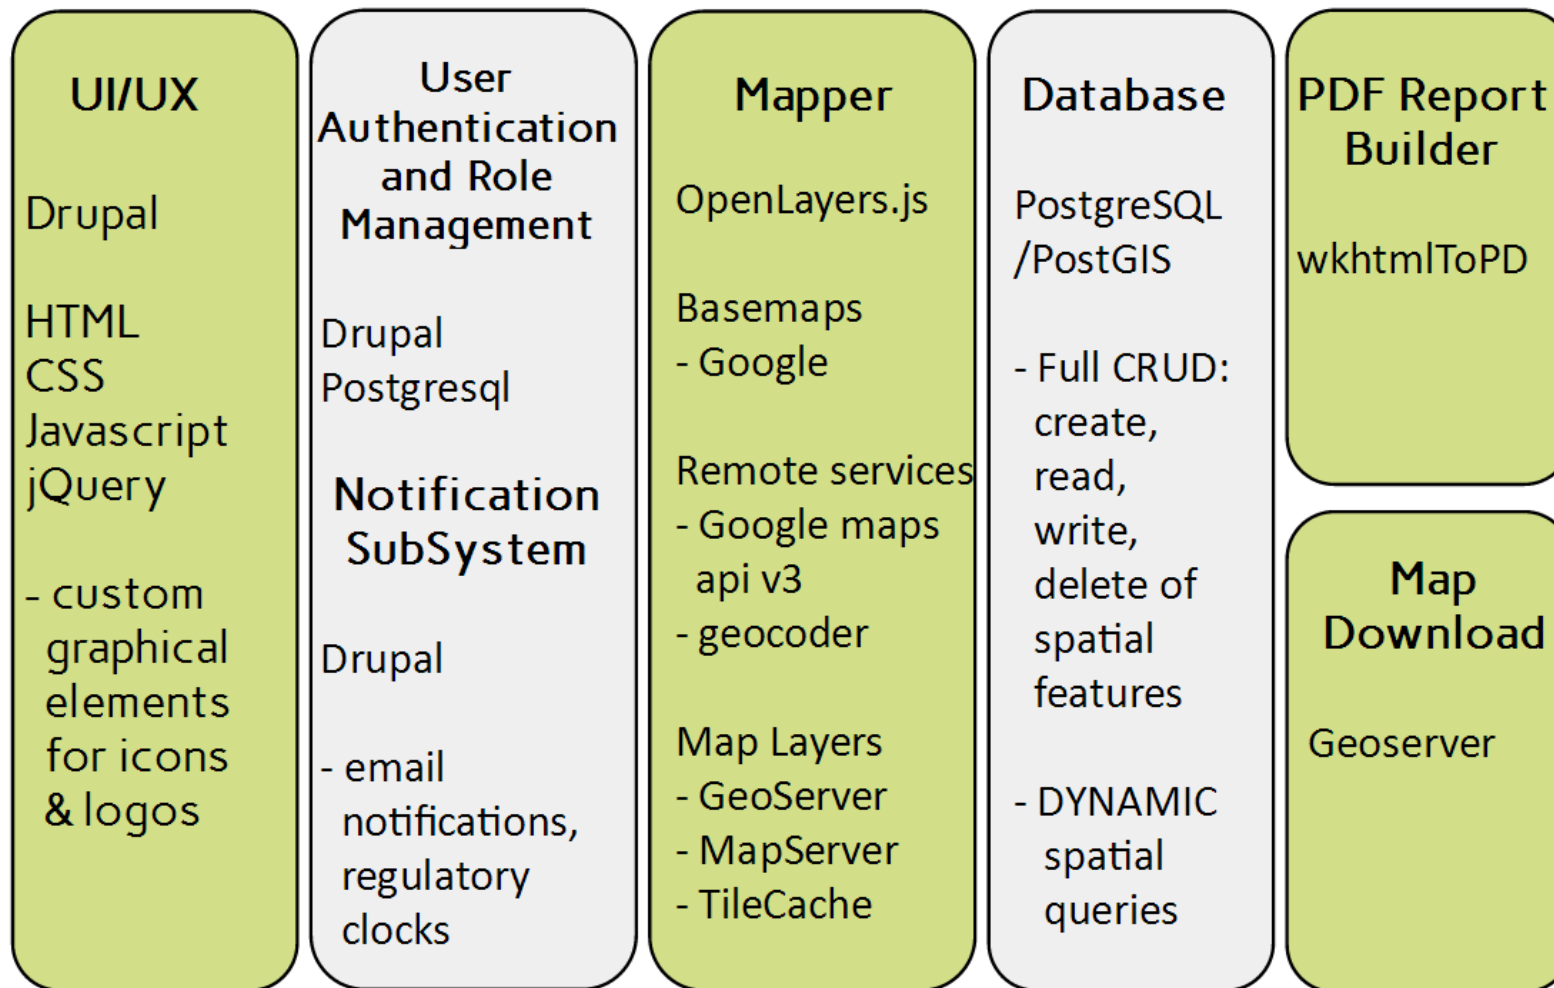 UI/UX
Drupal
HTML
CSS
Javascript
jQuery
- custom
graphical
elements
for icons
& logos
User
Authentication
and Role
Management
Drupal
Postgresql
Notification
SubSystem
Drupal
- email
notifications,
regulatory
clocks
Mapper
OpenLayers.js
Basemaps
- Google
Remote services
- Google maps
api v3
- geocoder
Map Layers
- GeoServer
- MapServer
- TileCache
Database
PostgreSQL
/PostGIS
- Full CRUD:
create,
read,
write,
delete of
spatial
features
- DYNAMIC
spatial
queries
PDF Report
Builder
wkhtmlToPD
Map
Download
Geoserver